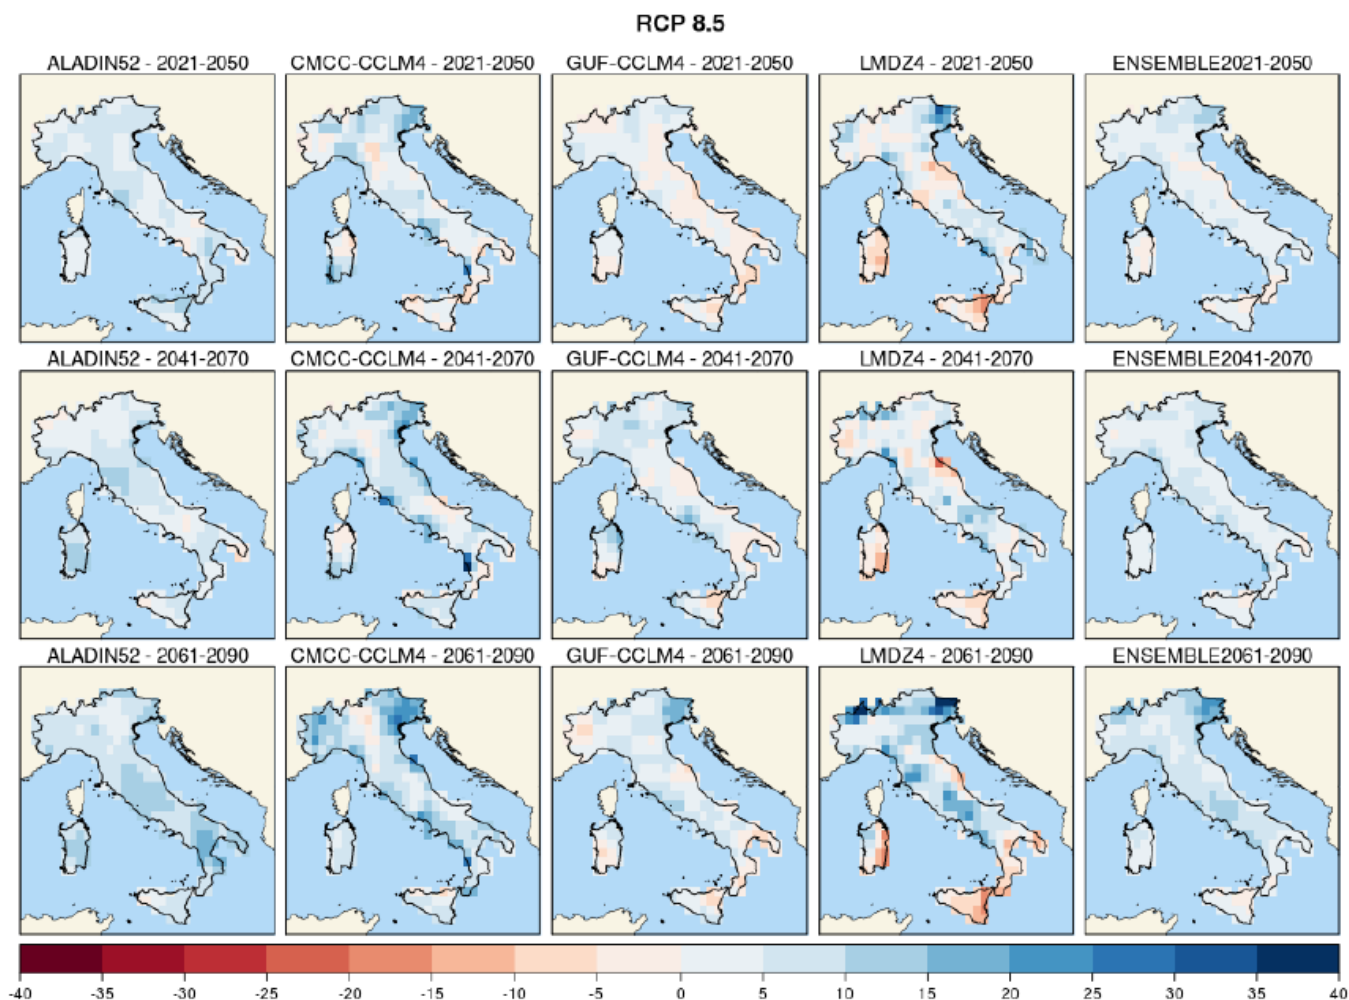 RCP 8.5
ALADIN52 - 2021-2050 CMCC-CCLM4 - 2021-2050 GUF-CCLM4 - 2021-2050 LMDZ4 - 2021-2050 ENSEMBLE2021-2050
ALADIN52 - 2041-2070 CMCC-CCLM4 - 2041-2070 GUF-CCLM4 - 2041-2070 LMDZ4 - 2041-2070 ENSEMBLE2041-2070
ALADIN52 - 2061-2090 CMCC-CCLM4 - 2061-2090 GUF-CCLM4 - 2061-2090 LMDZ4 - 2061-2090 ENSEMBLE2061-2090
-40 -35 -30 -25 -20 -15 -10 -5 0 5 10 15 20 25 30 35 40